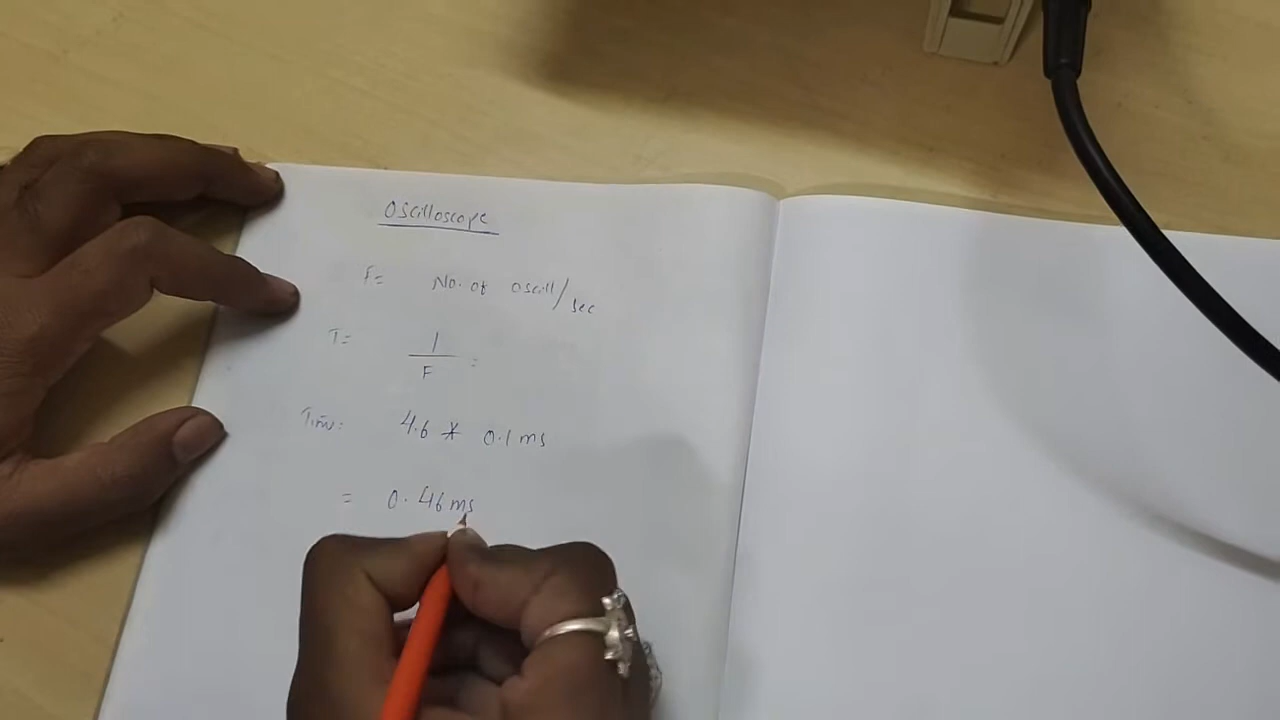 Oscilloscope
F= No. of oscill/sec
T= 1/F =
Time: 4.6 * 0.1 ms
= 0.46 ms